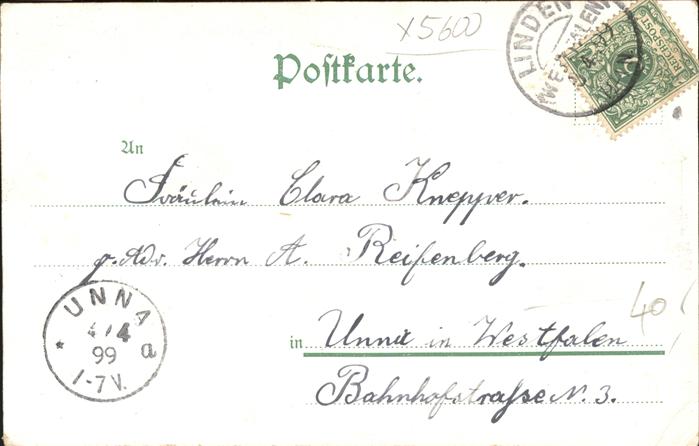 x5600
LINDEN
WESTFALEN
REICHSPOST
Postkarte.
An
Fräulein Clara Knepper.
p. Adr. Herrn A. Reifenberg.
40
in Unna in Westfalen
Bahnhofstraſse N. 3.
UNNA
4/4
99
1-7 V.
* a